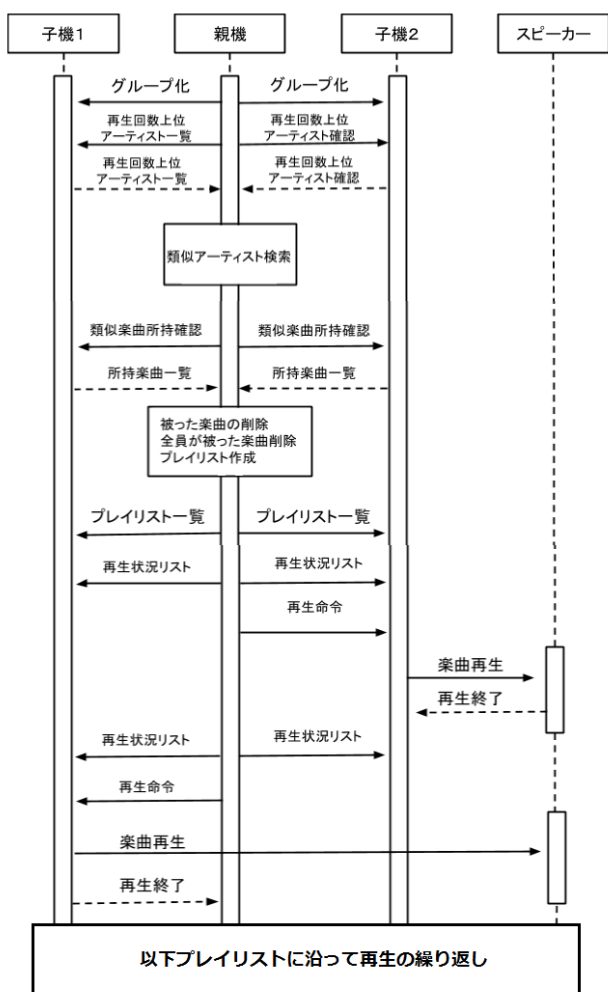 子機1
親機
子機2
スピーカー
グループ化
グループ化
再生回数上位
アーティスト一覧
再生回数上位
アーティスト確認
再生回数上位
アーティスト一覧
再生回数上位
アーティスト確認
類似アーティスト検索
類似楽曲所持確認
類似楽曲所持確認
所持楽曲一覧
所持楽曲一覧
被った楽曲の削除
全員が被った楽曲削除
プレイリスト作成
プレイリスト一覧
プレイリスト一覧
再生状況リスト
再生状況リスト
再生命令
楽曲再生
再生終了
再生状況リスト
再生状況リスト
再生命令
楽曲再生
再生終了
以下プレイリストに沿って再生の繰り返し